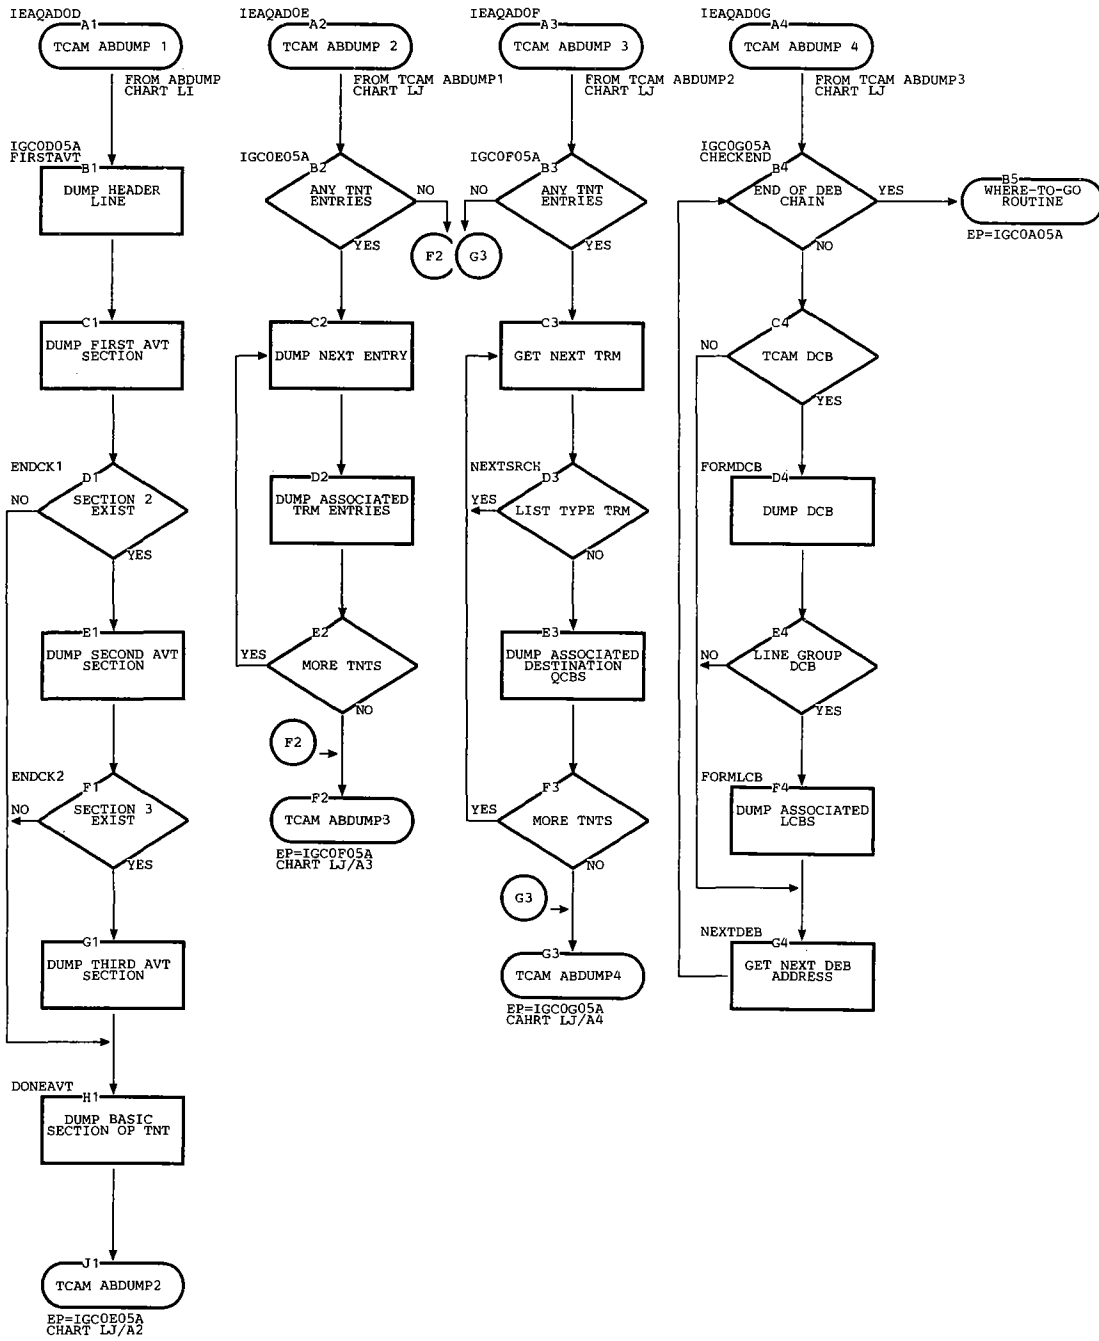 IEAQAD0D
A1
TCAM ABDUMP 1
FROM ABDUMP
CHART LI
IGC0D05A
FIRSTAVT
B1
DUMP HEADER
LINE
C1
DUMP FIRST AVT
SECTION
ENDCK1
D1
NO
SECTION 2
EXIST
YES
E1
DUMP SECOND AVT
SECTION
ENDCK2
F1
NO
SECTION 3
EXIST
YES
G1
DUMP THIRD AVT
SECTION
DONEAVT
H1
DUMP BASIC
SECTION OP TNT
J1
TCAM ABDUMP2
EP=IGC0E05A
CHART LJ/A2
IEAQAD0E
A2
TCAM ABDUMP 2
FROM TCAM ABDUMP1
CHART LJ
IGC0E05A
B2
ANY TNT
ENTRIES
NO
YES
F2
C2
DUMP NEXT ENTRY
D2
DUMP ASSOCIATED
TRM ENTRIES
E2
YES
MORE TNTS
NO
F2
F2
TCAM ABDUMP3
EP=IGC0F05A
CHART LJ/A3
IEAQAD0F
A3
TCAM ABDUMP 3
FROM TCAM ABDUMP2
CHART LJ
IGC0F05A
B3
NO
ANY TNT
ENTRIES
YES
G3
C3
GET NEXT TRM
NEXTSRCH
D3
YES
LIST TYPE TRM
NO
E3
DUMP ASSOCIATED
DESTINATION
QCBS
F3
YES
MORE TNTS
NO
G3
G3
TCAM ABDUMP4
EP=IGC0G05A
CAHRT LJ/A4
IEAQAD0G
A4
TCAM ABDUMP 4
FROM TCAM ABDUMP3
CHART LJ
IGC0G05A
CHECKEND
B4
END OF DEB
CHAIN
YES
NO
B5
WHERE-TO-GO
ROUTINE
EP=IGC0A05A
C4
NO
TCAM DCB
YES
FORMDCB
D4
DUMP DCB
E4
NO
LINE GROUP
DCB
YES
FORMLCB
F4
DUMP ASSOCIATED
LCBS
NEXTDEB
G4
GET NEXT DEB
ADDRESS